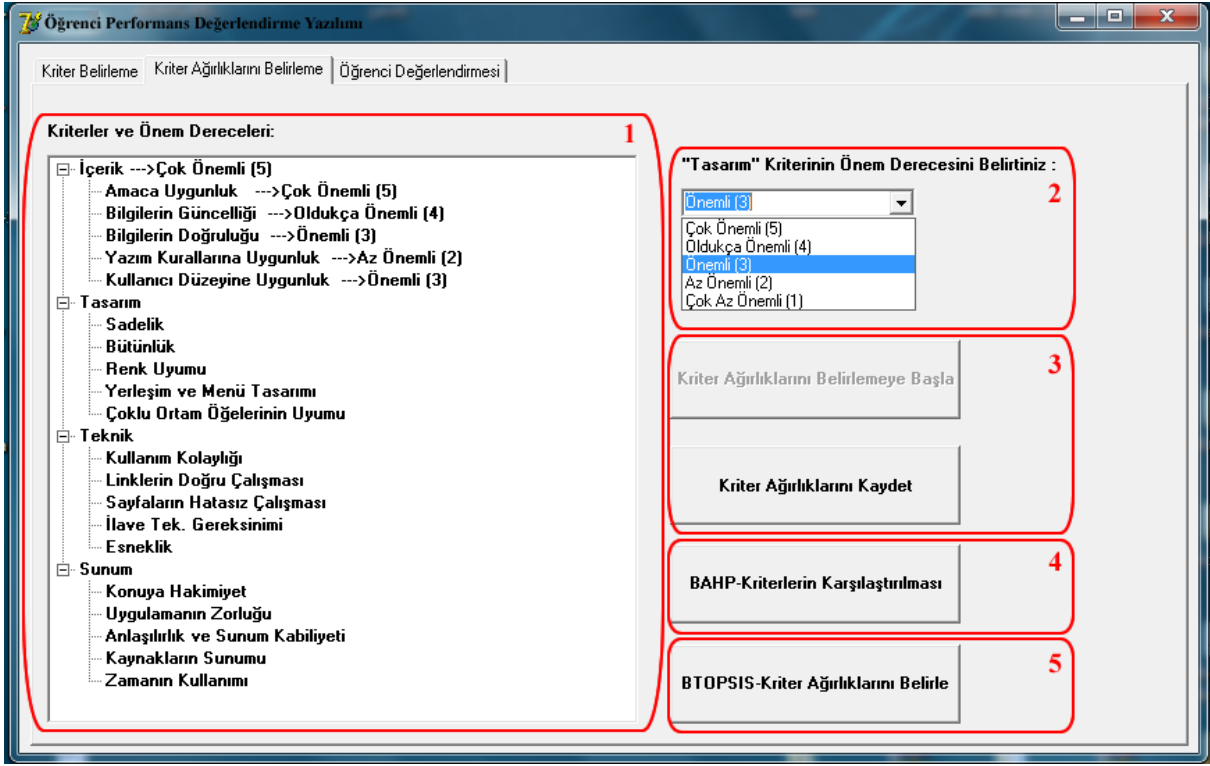 Öğrenci Performans Değerlendirme Yazılımı
Kriter Belirleme Kriter Ağırlıklarını Belirleme Öğrenci Değerlendirmesi
Kriterler ve Önem Dereceleri:
1
İçerik --->Çok Önemli (5)
Amaca Uygunluk --->Çok Önemli (5)
Bilgilerin Güncelliği --->Oldukça Önemli (4)
Bilgilerin Doğruluğu --->Önemli (3)
Yazım Kurallarına Uygunluk --->Az Önemli (2)
Kullanıcı Düzeyine Uygunluk --->Önemli (3)
Tasarım
Sadelik
Bütünlük
Renk Uyumu
Yerleşim ve Menü Tasarımı
Çoklu Ortam Öğelerinin Uyumu
Teknik
Kullanım Kolaylığı
Linklerin Doğru Çalışması
Sayfaların Hatasız Çalışması
İlave Tek. Gereksinimi
Esneklik
Sunum
Konuya Hakimiyet
Uygulamanın Zorluğu
Anlaşılırlık ve Sunum Kabiliyeti
Kaynakların Sunumu
Zamanın Kullanımı
"Tasarım" Kriterinin Önem Derecesini Belirtiniz :
2
Önemli (3)
Çok Önemli (5)
Oldukça Önemli (4)
Önemli (3)
Az Önemli (2)
Çok Az Önemli (1)
3
Kriter Ağırlıklarını Belirlemeye Başla
Kriter Ağırlıklarını Kaydet
4
BAHP-Kriterlerin Karşılaştırılması
5
BTOPSIS-Kriter Ağırlıklarını Belirle